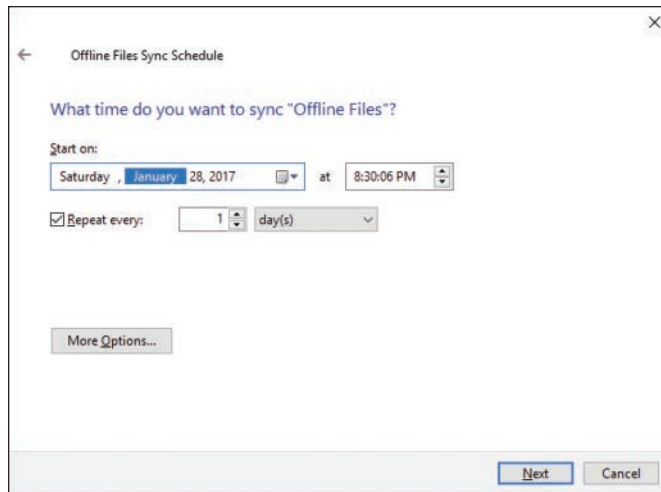 Offline Files Sync Schedule
What time do you want to sync "Offline Files"?
Start on:
Saturday , January 28, 2017 at 8:30:06 PM
Repeat every: 1 day(s)
More Options...
Next Cancel